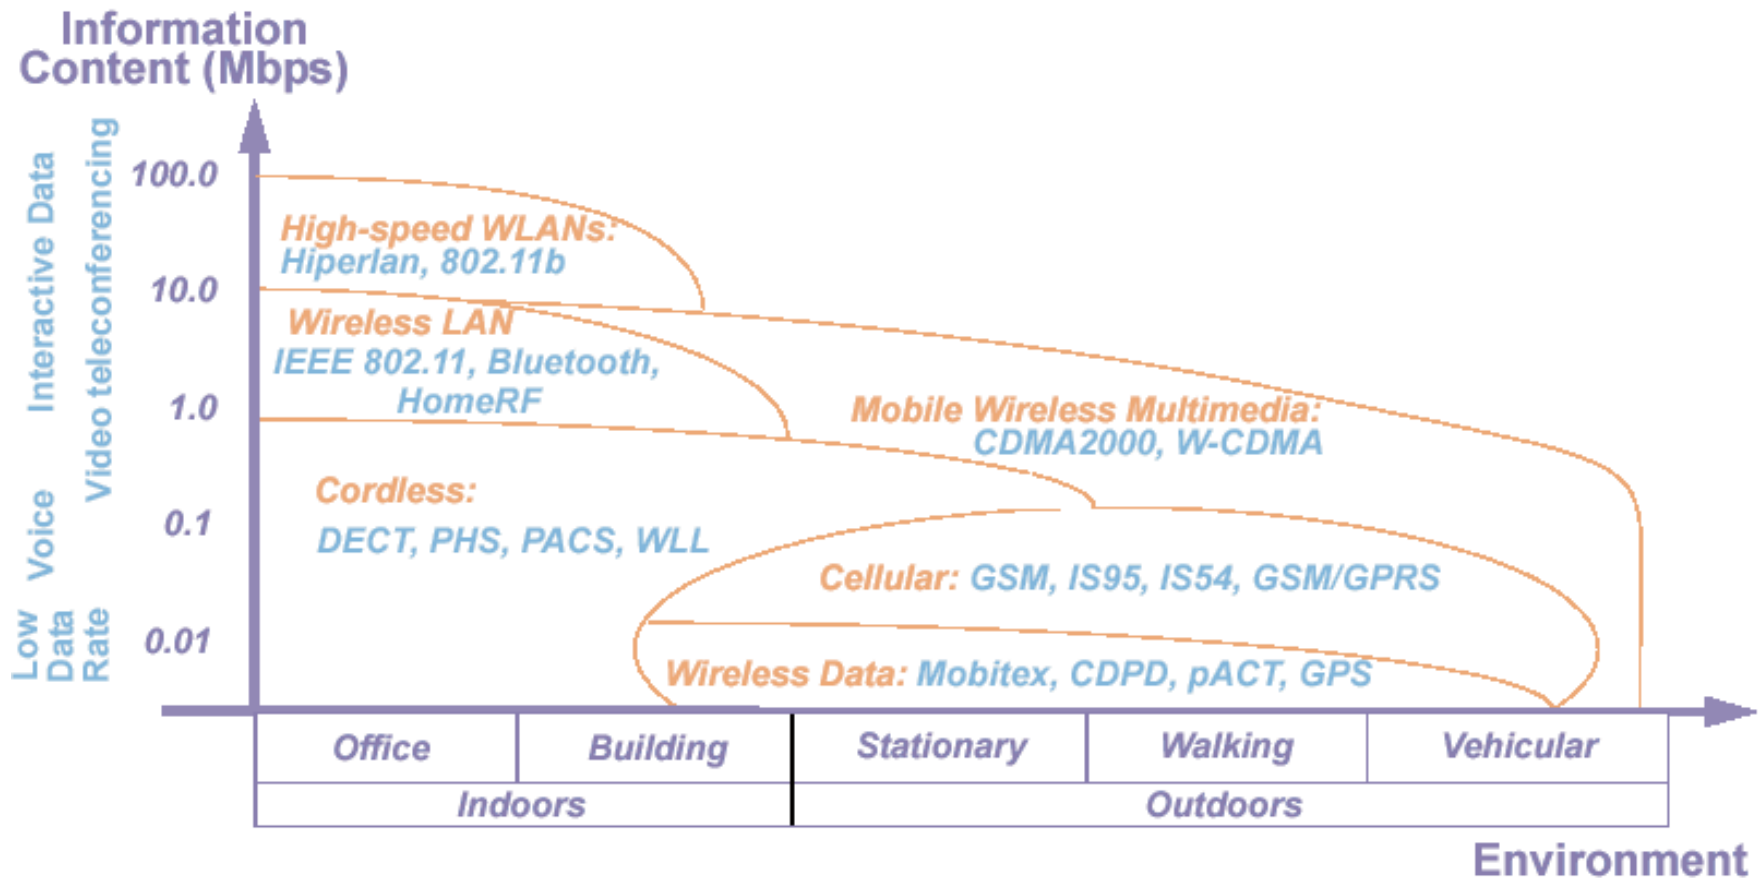 Information
Content (Mbps)
Interactive Data
Video teleconferencing
Voice
Low
Data
Rate
100.0
10.0
1.0
0.1
0.01
High-speed WLANs:
Hiperlan, 802.11b
Wireless LAN
IEEE 802.11, Bluetooth,
HomeRF
Mobile Wireless Multimedia:
CDMA2000, W-CDMA
Cordless:
DECT, PHS, PACS, WLL
Cellular: GSM, IS95, IS54, GSM/GPRS
Wireless Data: Mobitex, CDPD, pACT, GPS
Office
Building
Stationary
Walking
Vehicular
Indoors
Outdoors
Environment